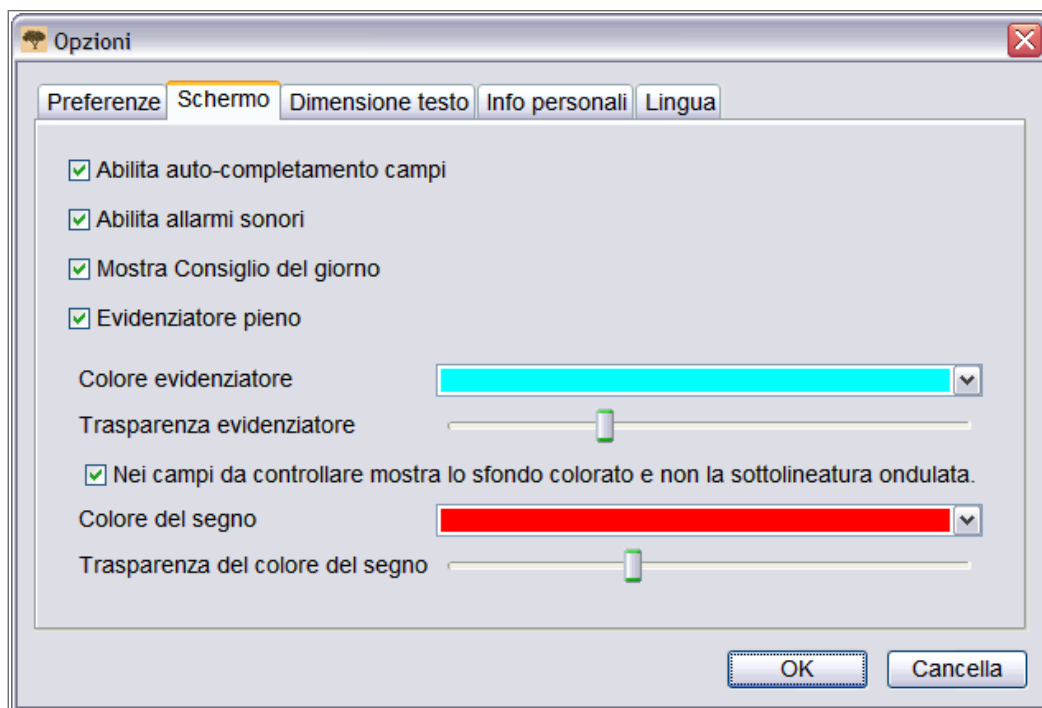 Opzioni
Preferenze Schermo Dimensione testo Info personali Lingua
Abilita auto-completamento campi
Abilita allarmi sonori
Mostra Consiglio del giorno
Evidenziatore pieno
Colore evidenziatore
Trasparenza evidenziatore
Nei campi da controllare mostra lo sfondo colorato e non la sottolineatura ondulata.
Colore del segno
Trasparenza del colore del segno
OK Cancella